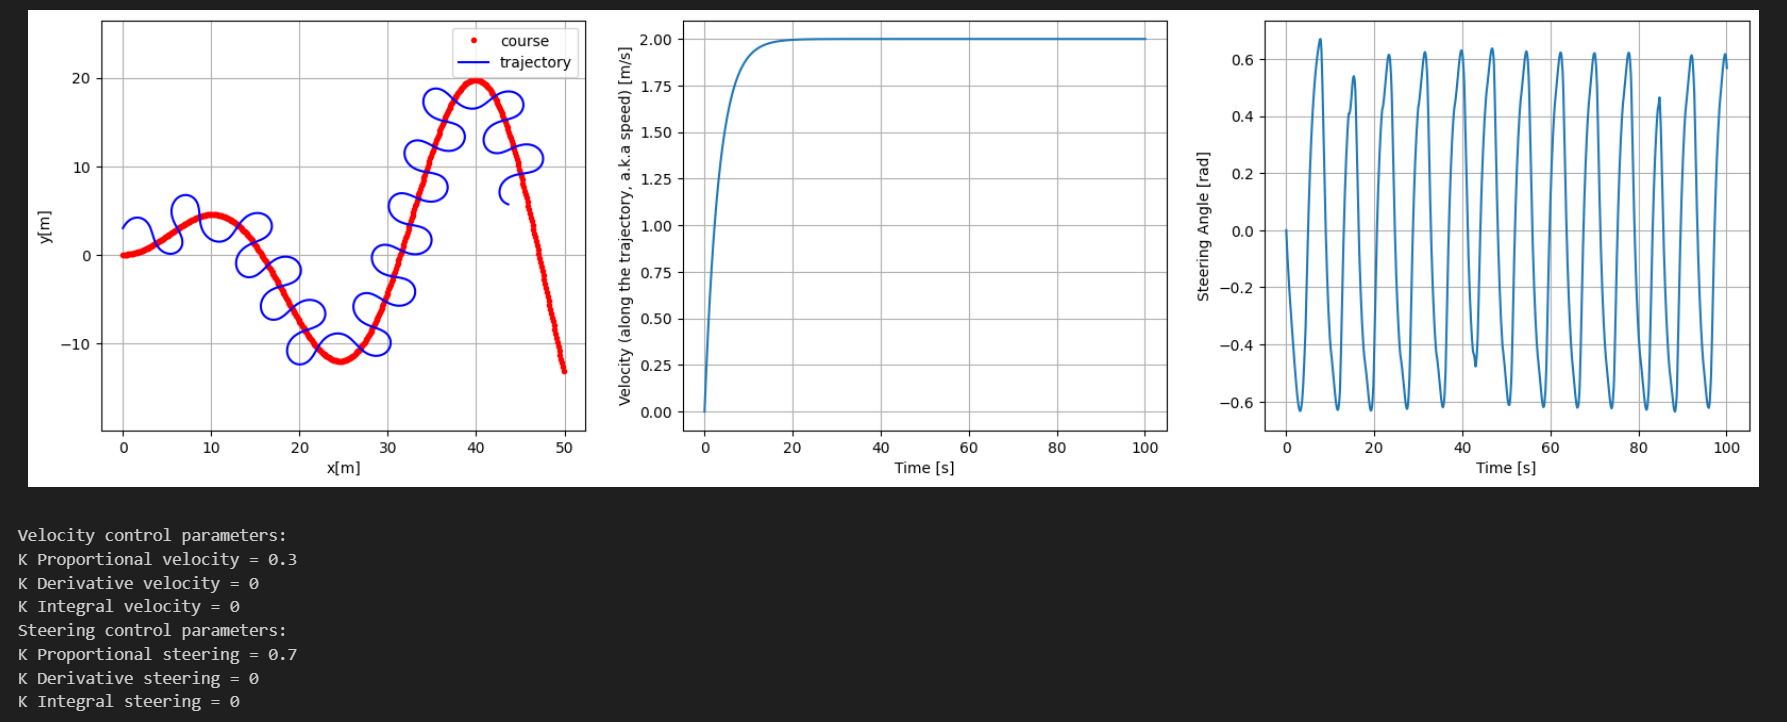 course
trajectory
20
10
0
−10
y[m]
0 10 20 30 40 50
x[m]
2.00
1.75
1.50
1.25
1.00
0.75
0.50
0.25
0.00
Velocity (along the trajectory, a.k.a speed) [m/s]
0 20 40 60 80 100
Time [s]
0.6
0.4
0.2
0.0
−0.2
−0.4
−0.6
Steering Angle [rad]
0 20 40 60 80 100
Time [s]
Velocity control parameters:
K Proportional velocity = 0.3
K Derivative velocity = 0
K Integral velocity = 0
Steering control parameters:
K Proportional steering = 0.7
K Derivative steering = 0
K Integral steering = 0